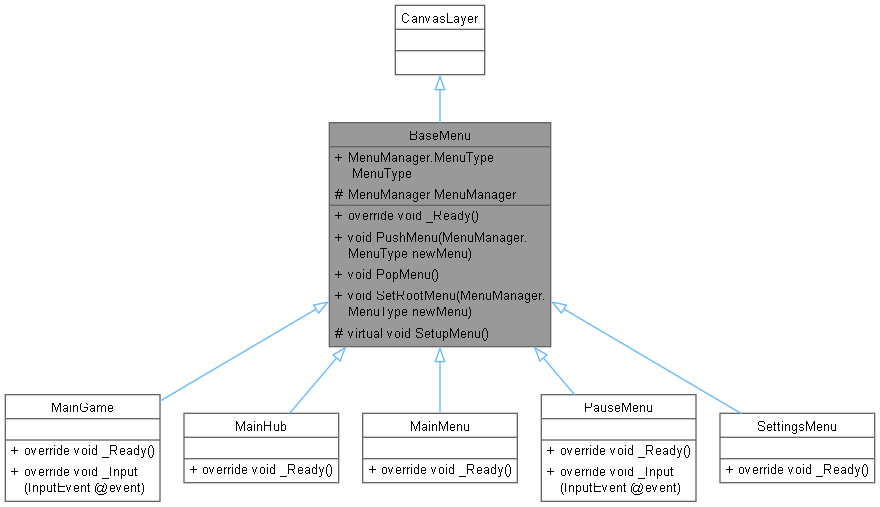 CanvasLayer
BaseMenu
+ MenuManager.MenuType
MenuType
# MenuManager MenuManager
+ override void _Ready()
+ void PushMenu(MenuManager.
MenuType newMenu)
+ void PopMenu()
+ void SetRootMenu(MenuManager.
MenuType newMenu)
# virtual void SetupMenu()
MainGame
+ override void _Ready()
+ override void _Input
(InputEvent @event)
MainHub
+ override void _Ready()
MainMenu
+ override void _Ready()
PauseMenu
+ override void _Ready()
+ override void _Input
(InputEvent @event)
SettingsMenu
+ override void _Ready()